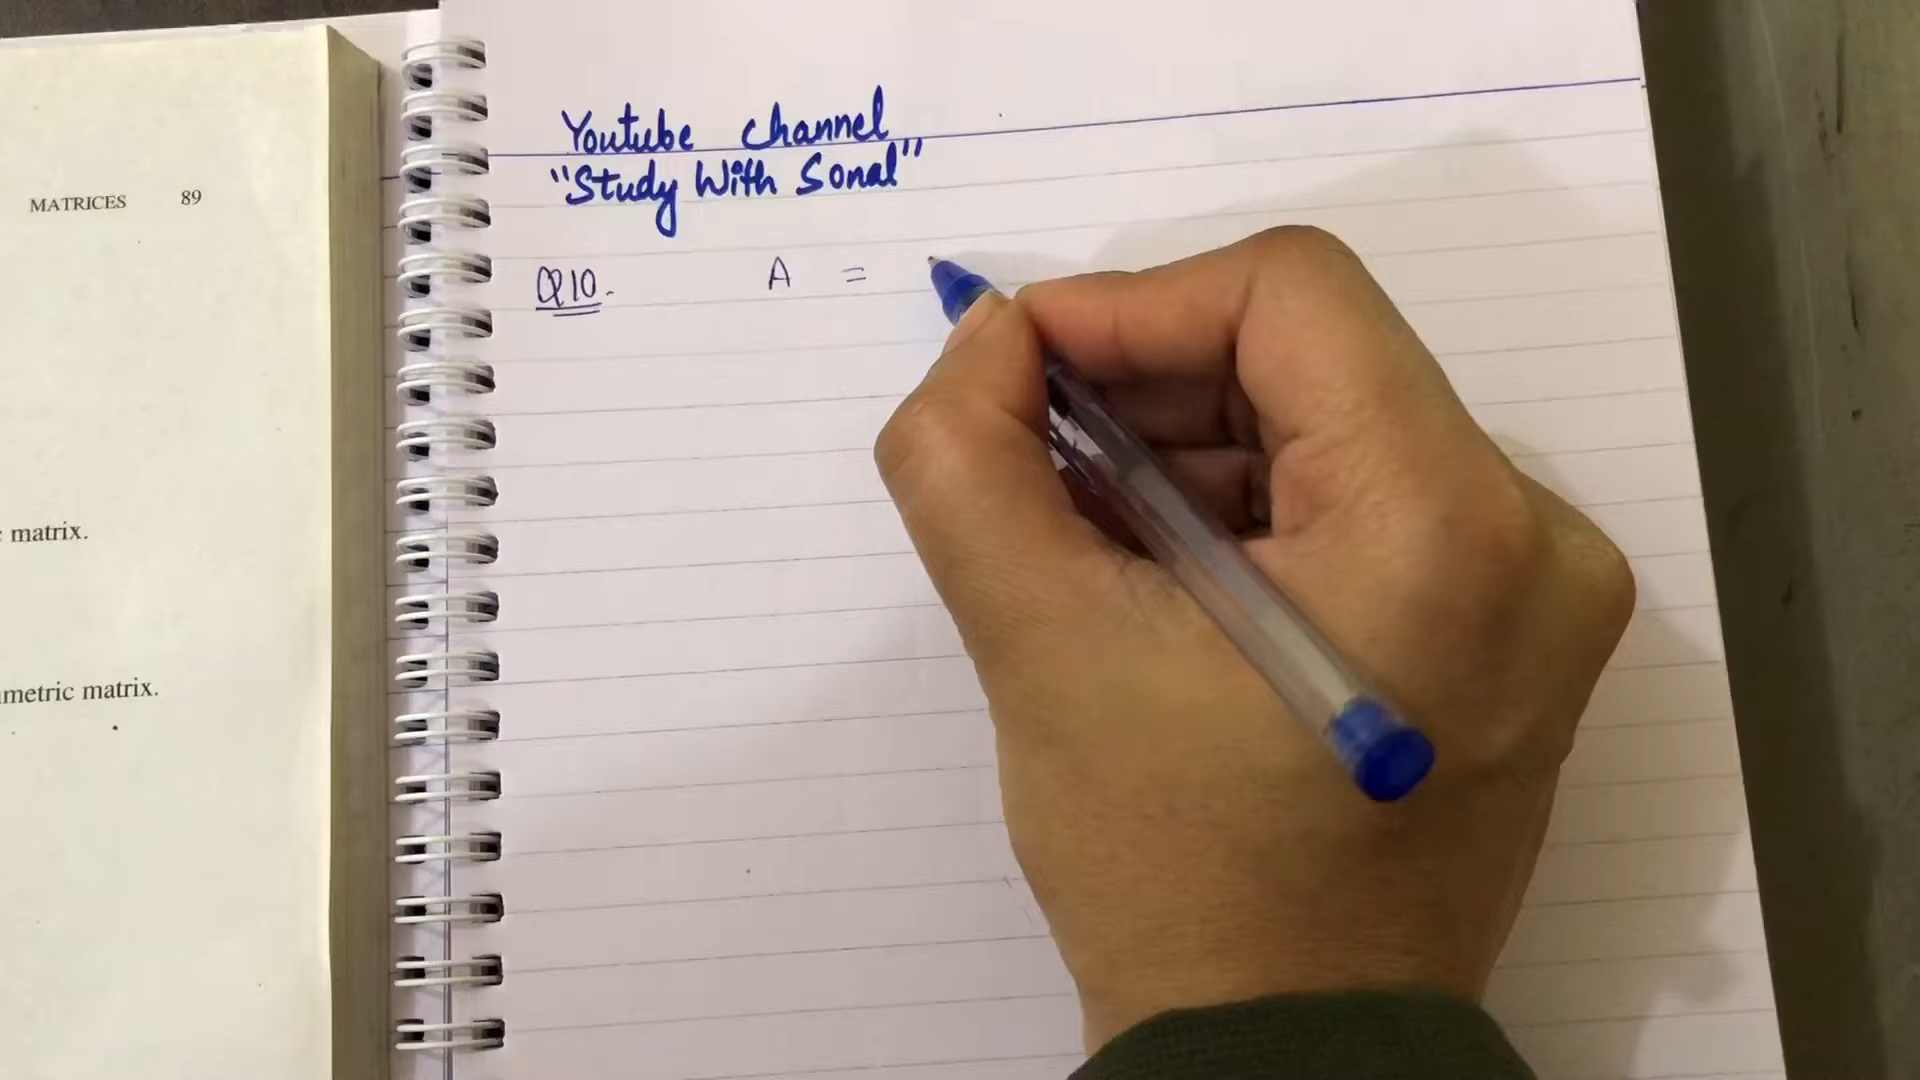 MATRICES 89
matrix.
metric matrix.
Youtube channel
"Study With Sonal"
Q10. A =